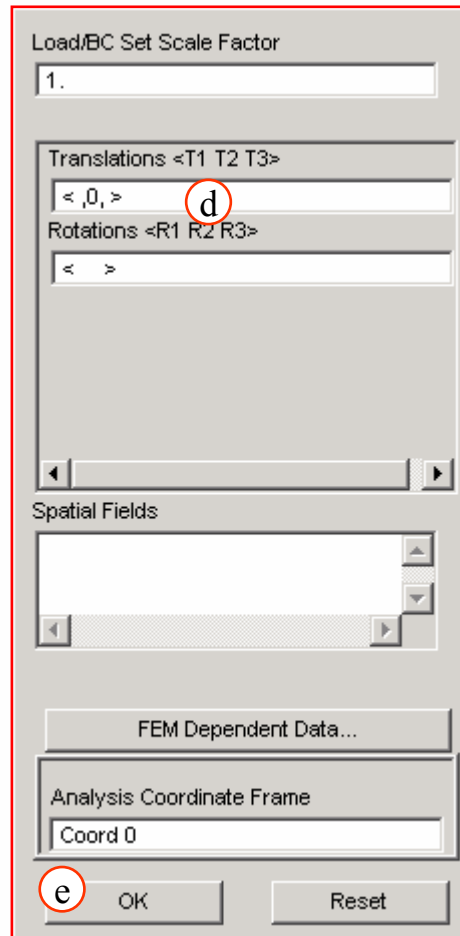 Load/BC Set Scale Factor
1.
Translations <T1 T2 T3>
< ,0, >
d
Rotations <R1 R2 R3>
<    >
Spatial Fields
FEM Dependent Data...
Analysis Coordinate Frame
Coord 0
e
OK
Reset